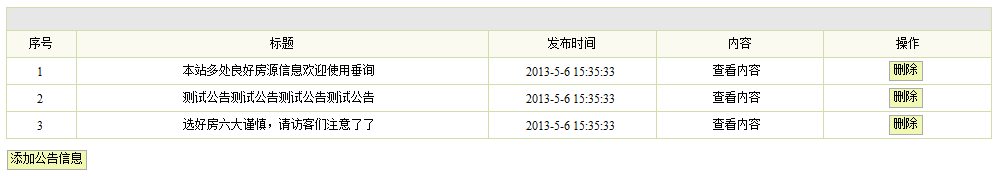 序号 标题 发布时间 内容 操作
1 本站多处良好房源信息欢迎使用垂询 2013-5-6 15:35:33 查看内容 删除
2 测试公告测试公告测试公告测试公告 2013-5-6 15:35:33 查看内容 删除
3 选好房六大谨慎，请访客们注意了了 2013-5-6 15:35:33 查看内容 删除
添加公告信息